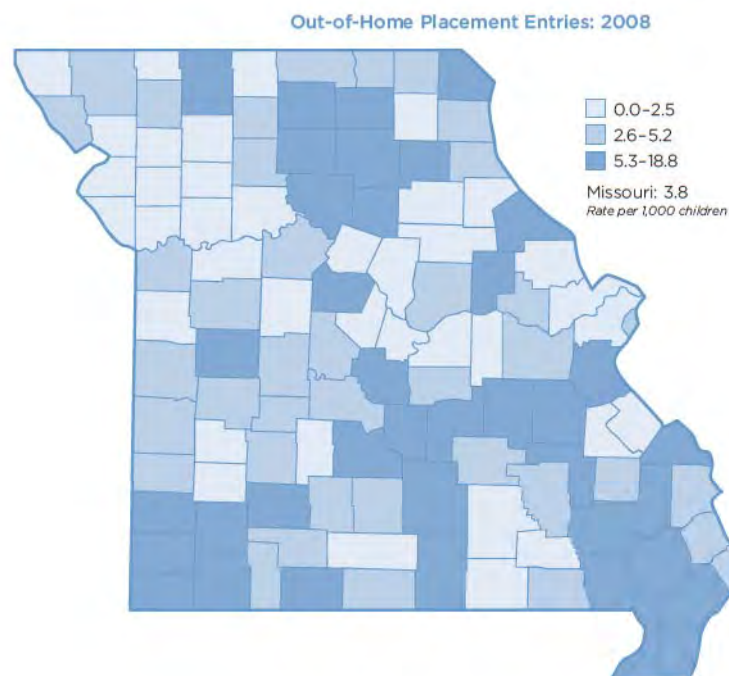 Out-of-Home Placement Entries: 2008
0.0–2.5
2.6–5.2
5.3–18.8
Missouri: 3.8
Rate per 1,000 children